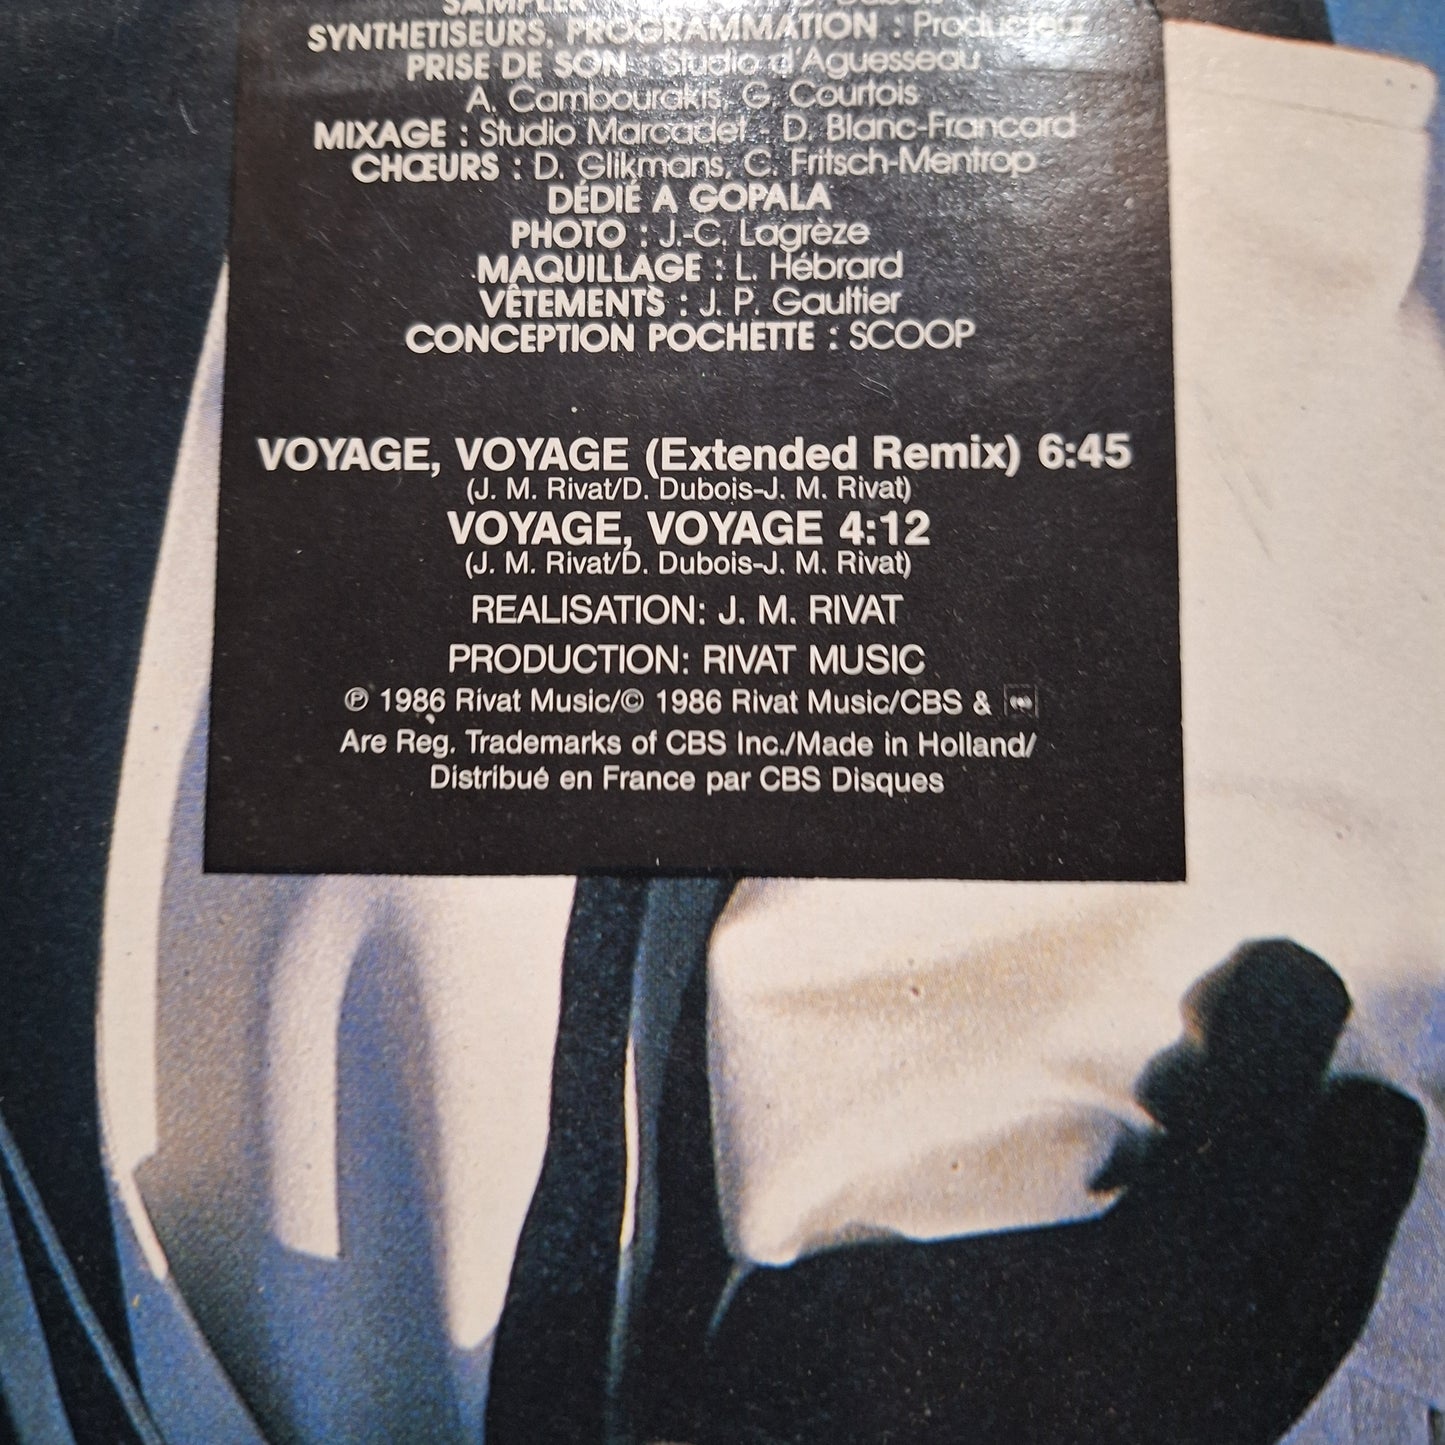 SAMPLER
SYNTHETISEURS, PROGRAMMATION : Producteur
PRISE DE SON : Studio d'Aguesseau
A. Cambourakis, G. Courtois
MIXAGE : Studio Marcadet - D. Blanc-Francard
CHŒURS : D. Glikmans, C. Fritsch-Mentrop
DÉDIÉ A GOPALA
PHOTO : J.-C. Lagrèze
MAQUILLAGE : L. Hébrard
VÊTEMENTS : J. P. Gaultier
CONCEPTION POCHETTE : SCOOP
VOYAGE, VOYAGE (Extended Remix) 6:45
(J. M. Rivat/D. Dubois-J. M. Rivat)
VOYAGE, VOYAGE 4:12
(J. M. Rivat/D. Dubois-J. M. Rivat)
REALISATION: J. M. RIVAT
PRODUCTION: RIVAT MUSIC
℗ 1986 Rivat Music/© 1986 Rivat Music/CBS &
Are Reg. Trademarks of CBS Inc./Made in Holland/
Distribué en France par CBS Disques